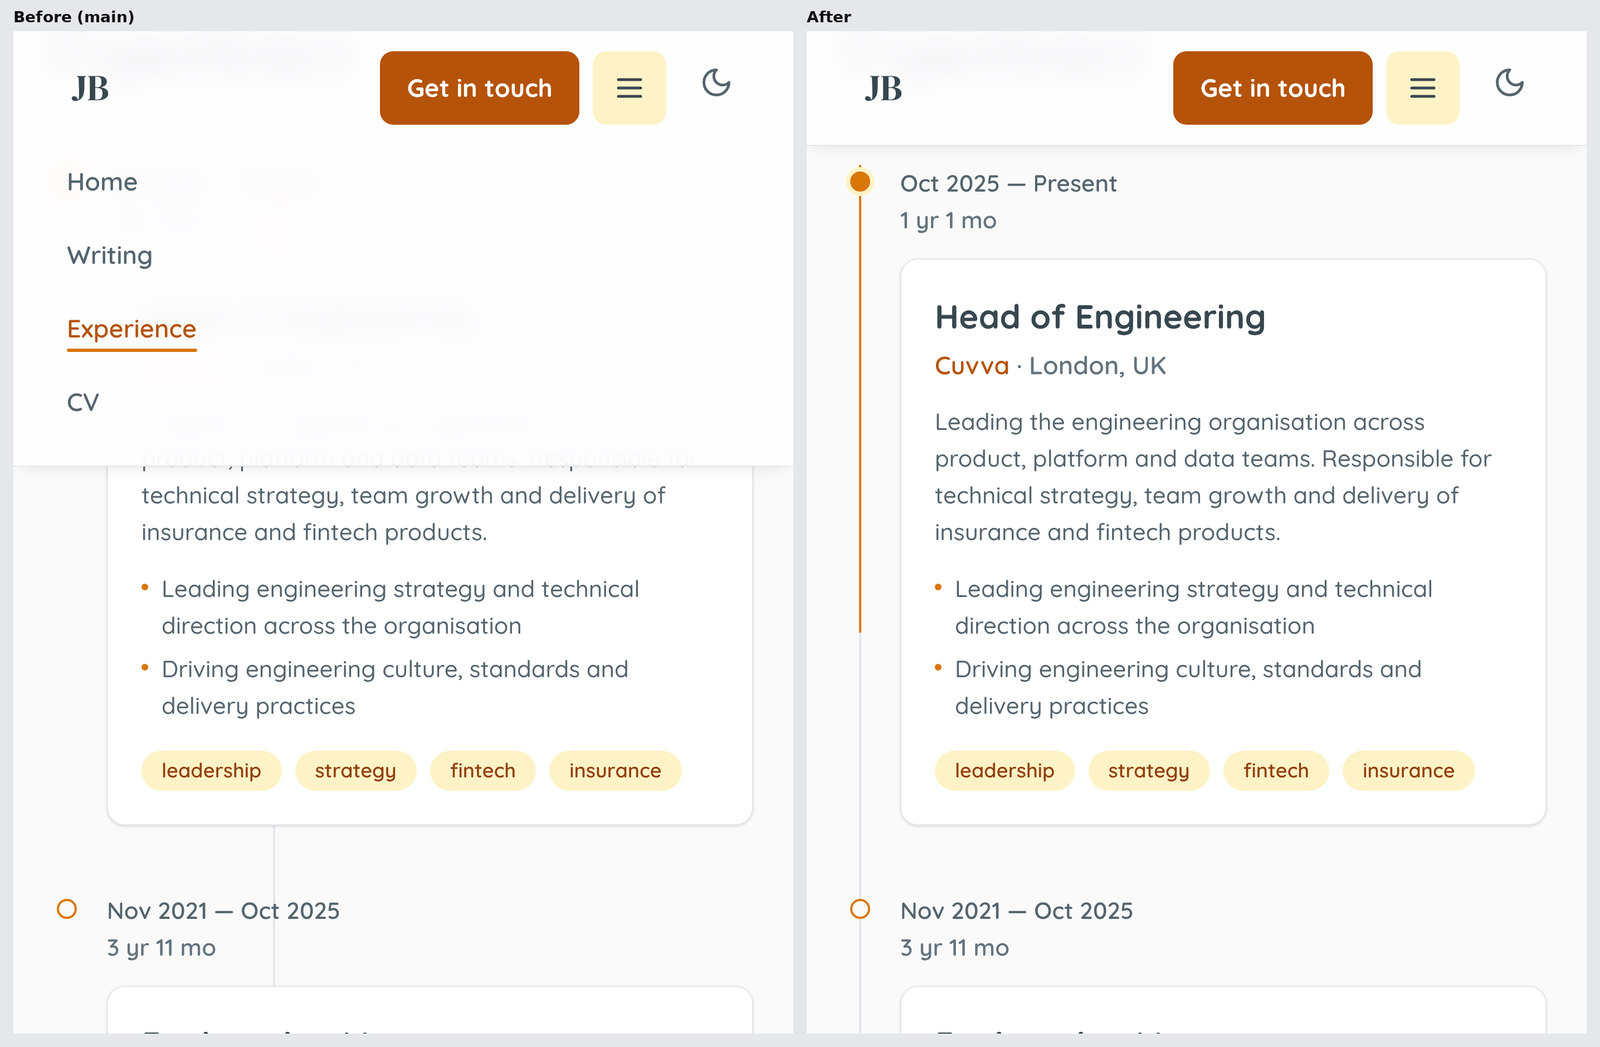 Before (main)
JB
Get in touch
Home
Writing
Experience
CV
technical strategy, team growth and delivery of
insurance and fintech products.
• Leading engineering strategy and technical
direction across the organisation
• Driving engineering culture, standards and
delivery practices
leadership strategy fintech insurance
Nov 2021 — Oct 2025
3 yr 11 mo
After
JB
Get in touch
Oct 2025 — Present
1 yr 1 mo
Head of Engineering
Cuvva · London, UK
Leading the engineering organisation across
product, platform and data teams. Responsible for
technical strategy, team growth and delivery of
insurance and fintech products.
• Leading engineering strategy and technical
direction across the organisation
• Driving engineering culture, standards and
delivery practices
leadership strategy fintech insurance
Nov 2021 — Oct 2025
3 yr 11 mo